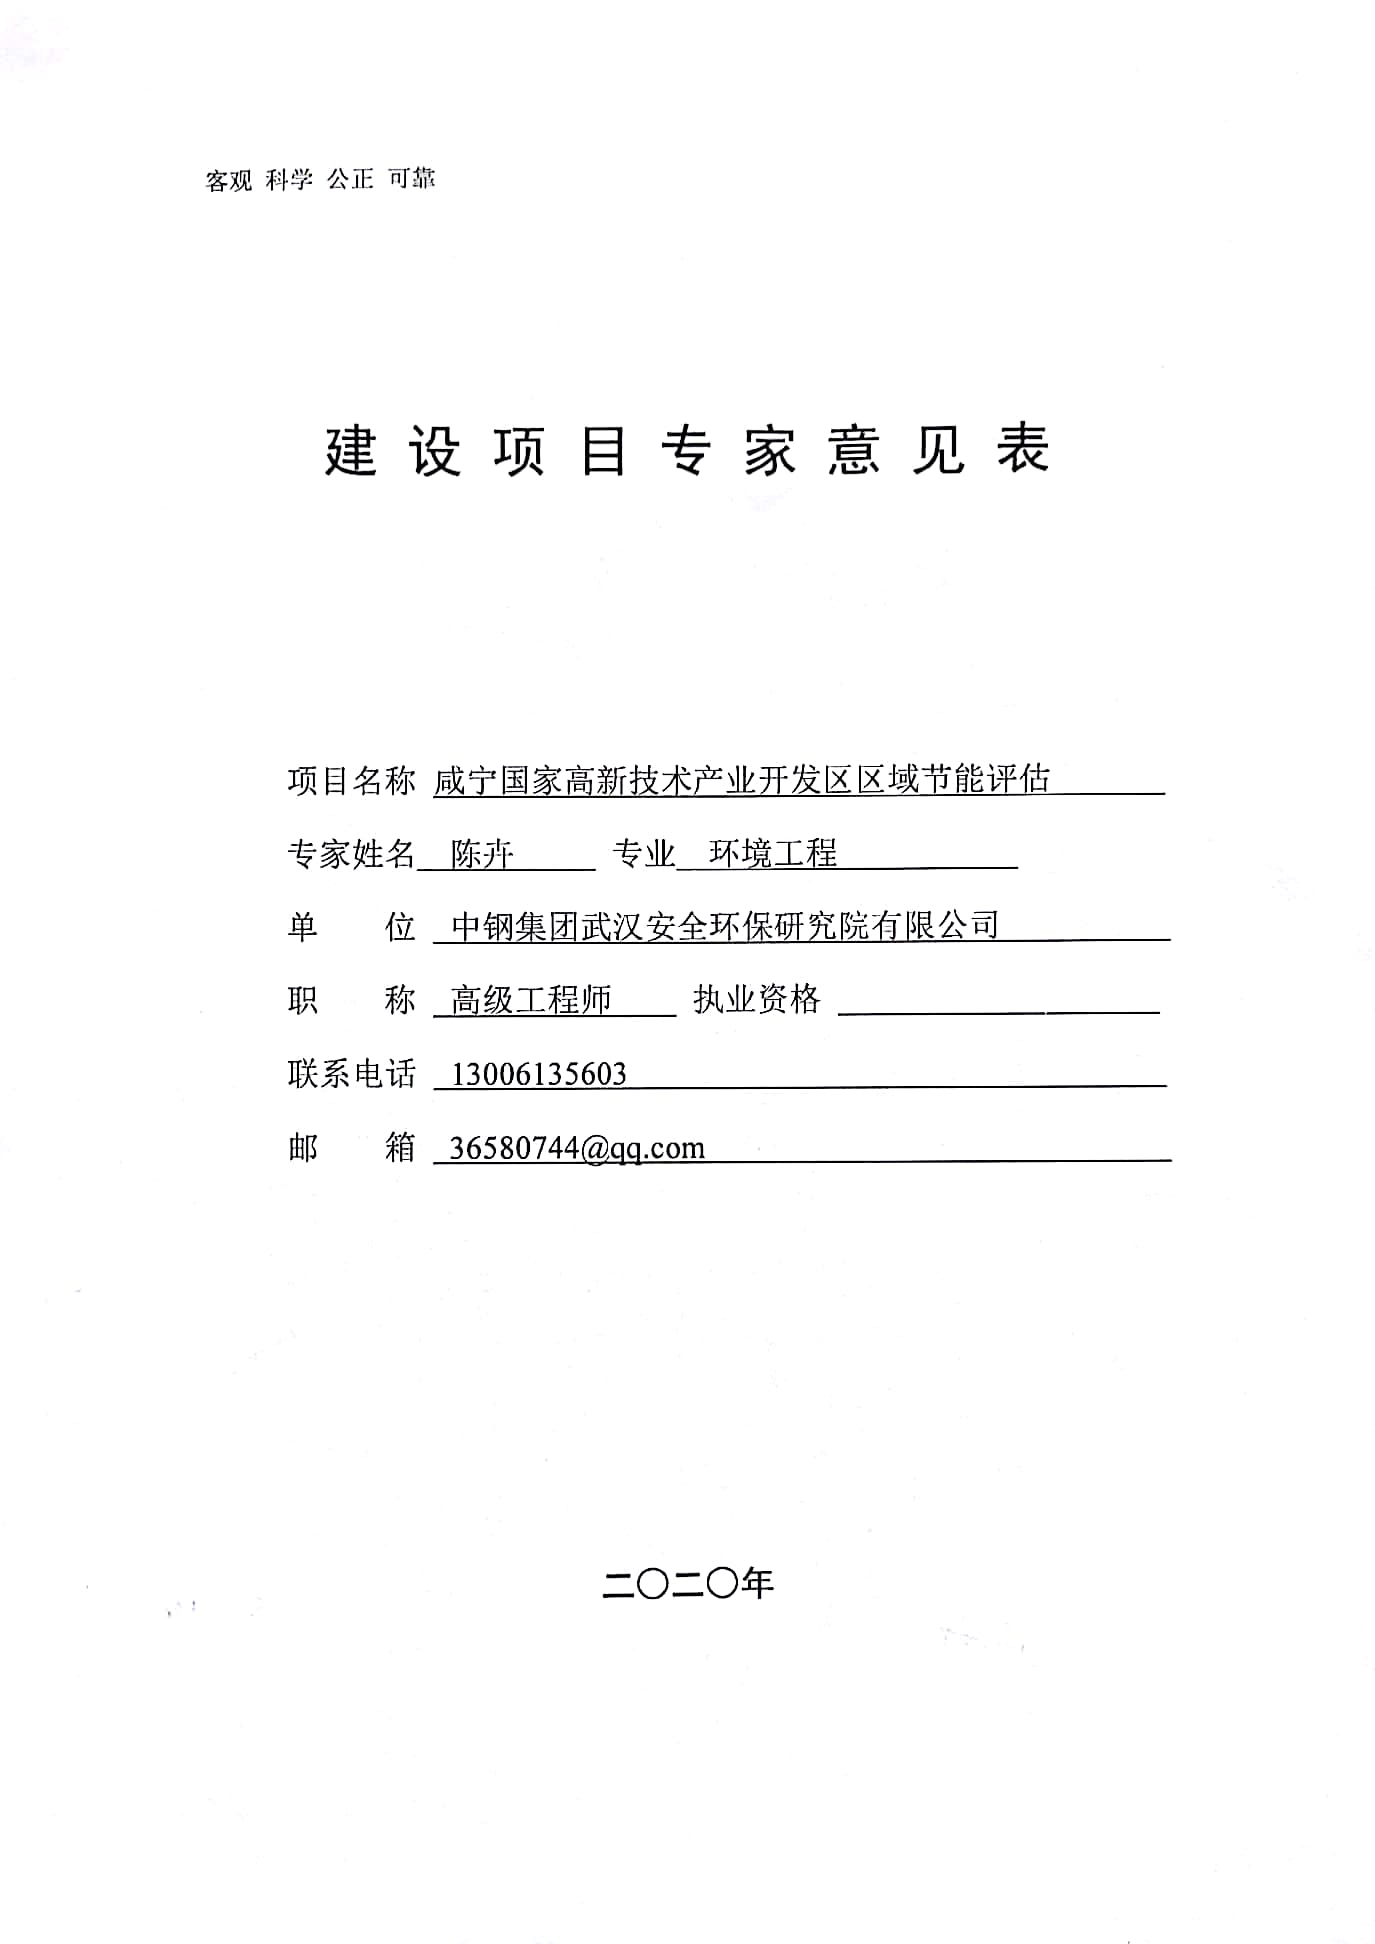 客观 科学 公正 可靠
建设项目专家意见表
项目名称 咸宁国家高新技术产业开发区区域节能评估
专家姓名 陈卉 专业 环境工程
单 位 中钢集团武汉安全环保研究院有限公司
职 称 高级工程师 执业资格
联系电话 13006135603
邮 箱 36580744@qq.com
二〇二〇年